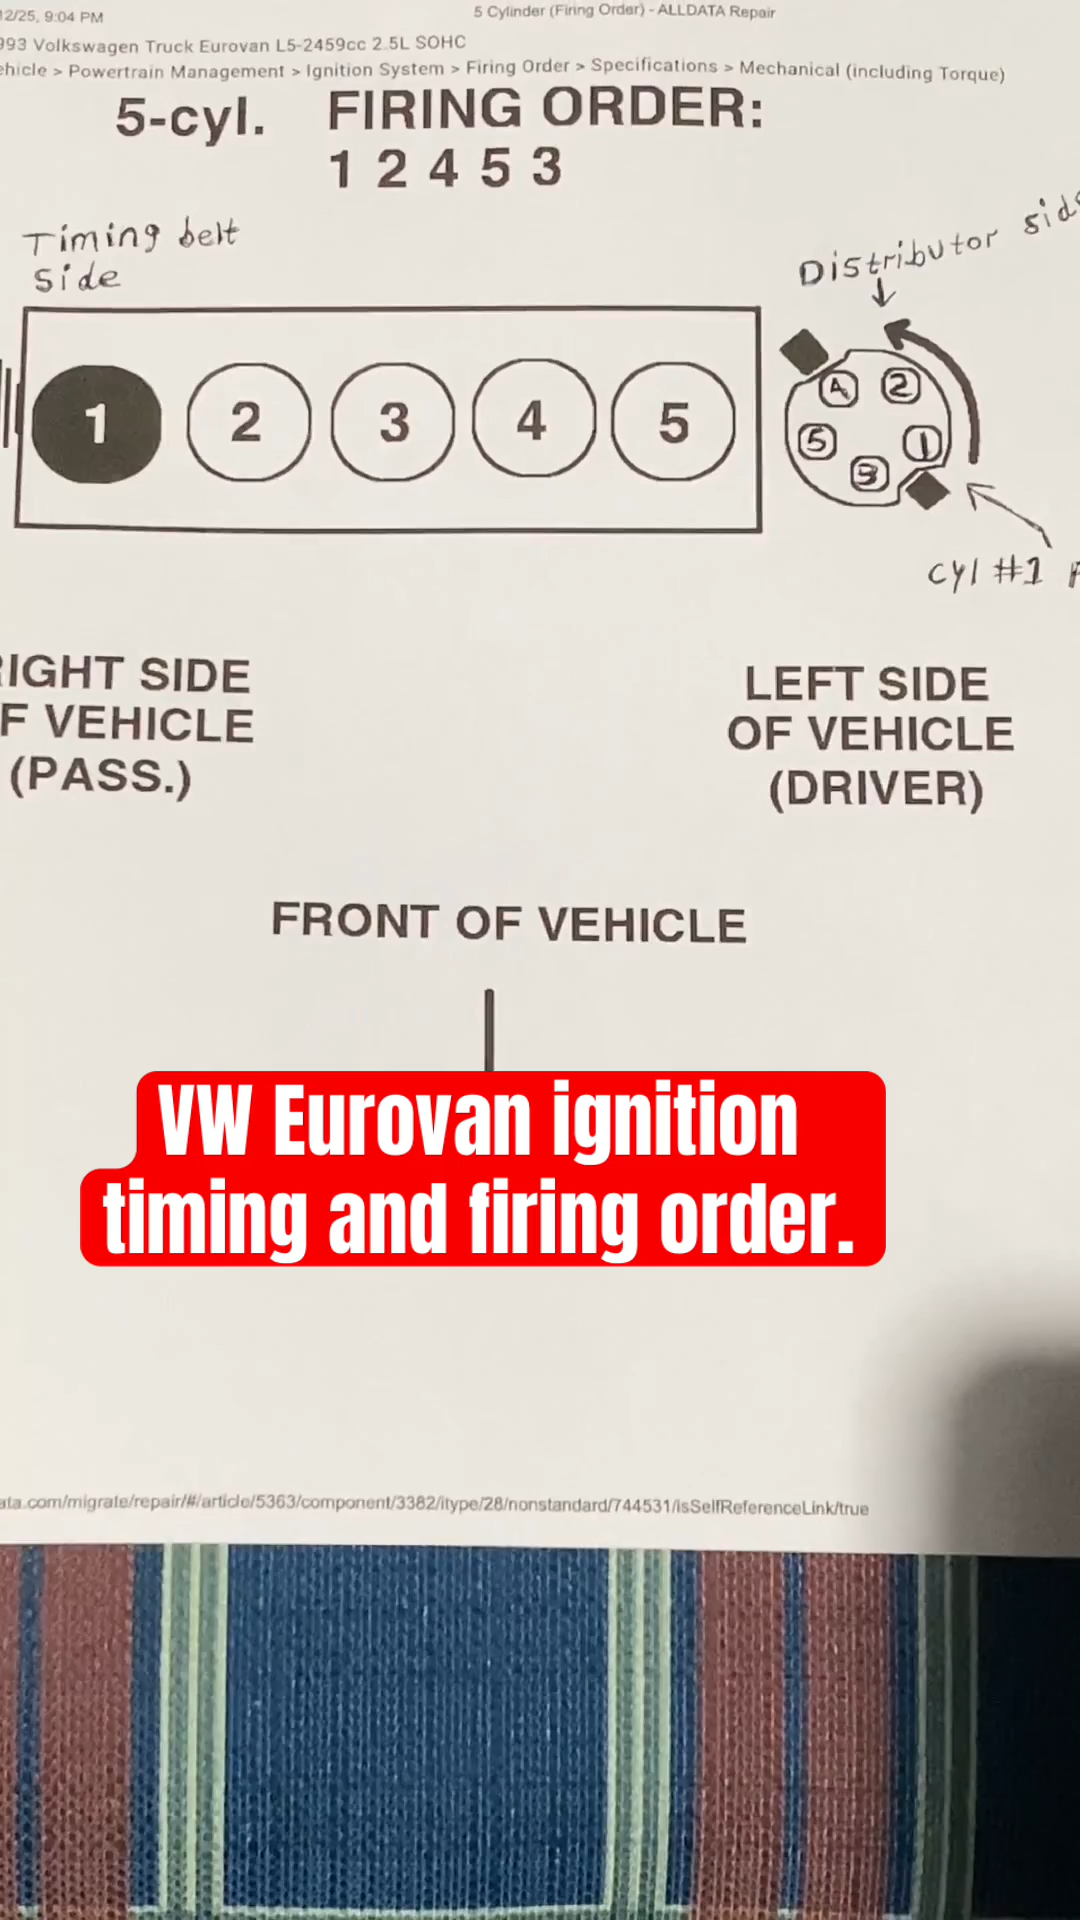 12/25, 9:04 PM
5 Cylinder (Firing Order) - ALLDATA Repair
993 Volkswagen Truck Eurovan L5-2459cc 2.5L SOHC
ehicle > Powertrain Management > Ignition System > Firing Order > Specifications > Mechanical (including Torque)
5-cyl. FIRING ORDER:
1 2 4 5 3
Timing belt
side
Distributor side
1 2 3 4 5
4 2
5 1
3
Cyl #1
IGHT SIDE
F VEHICLE
(PASS.)
LEFT SIDE
OF VEHICLE
(DRIVER)
FRONT OF VEHICLE
VW Eurovan ignition
timing and firing order.
ata.com/migrate/repair/#/article/5363/component/3382/itype/28/nonstandard/744531/isSelfReferenceLink/true